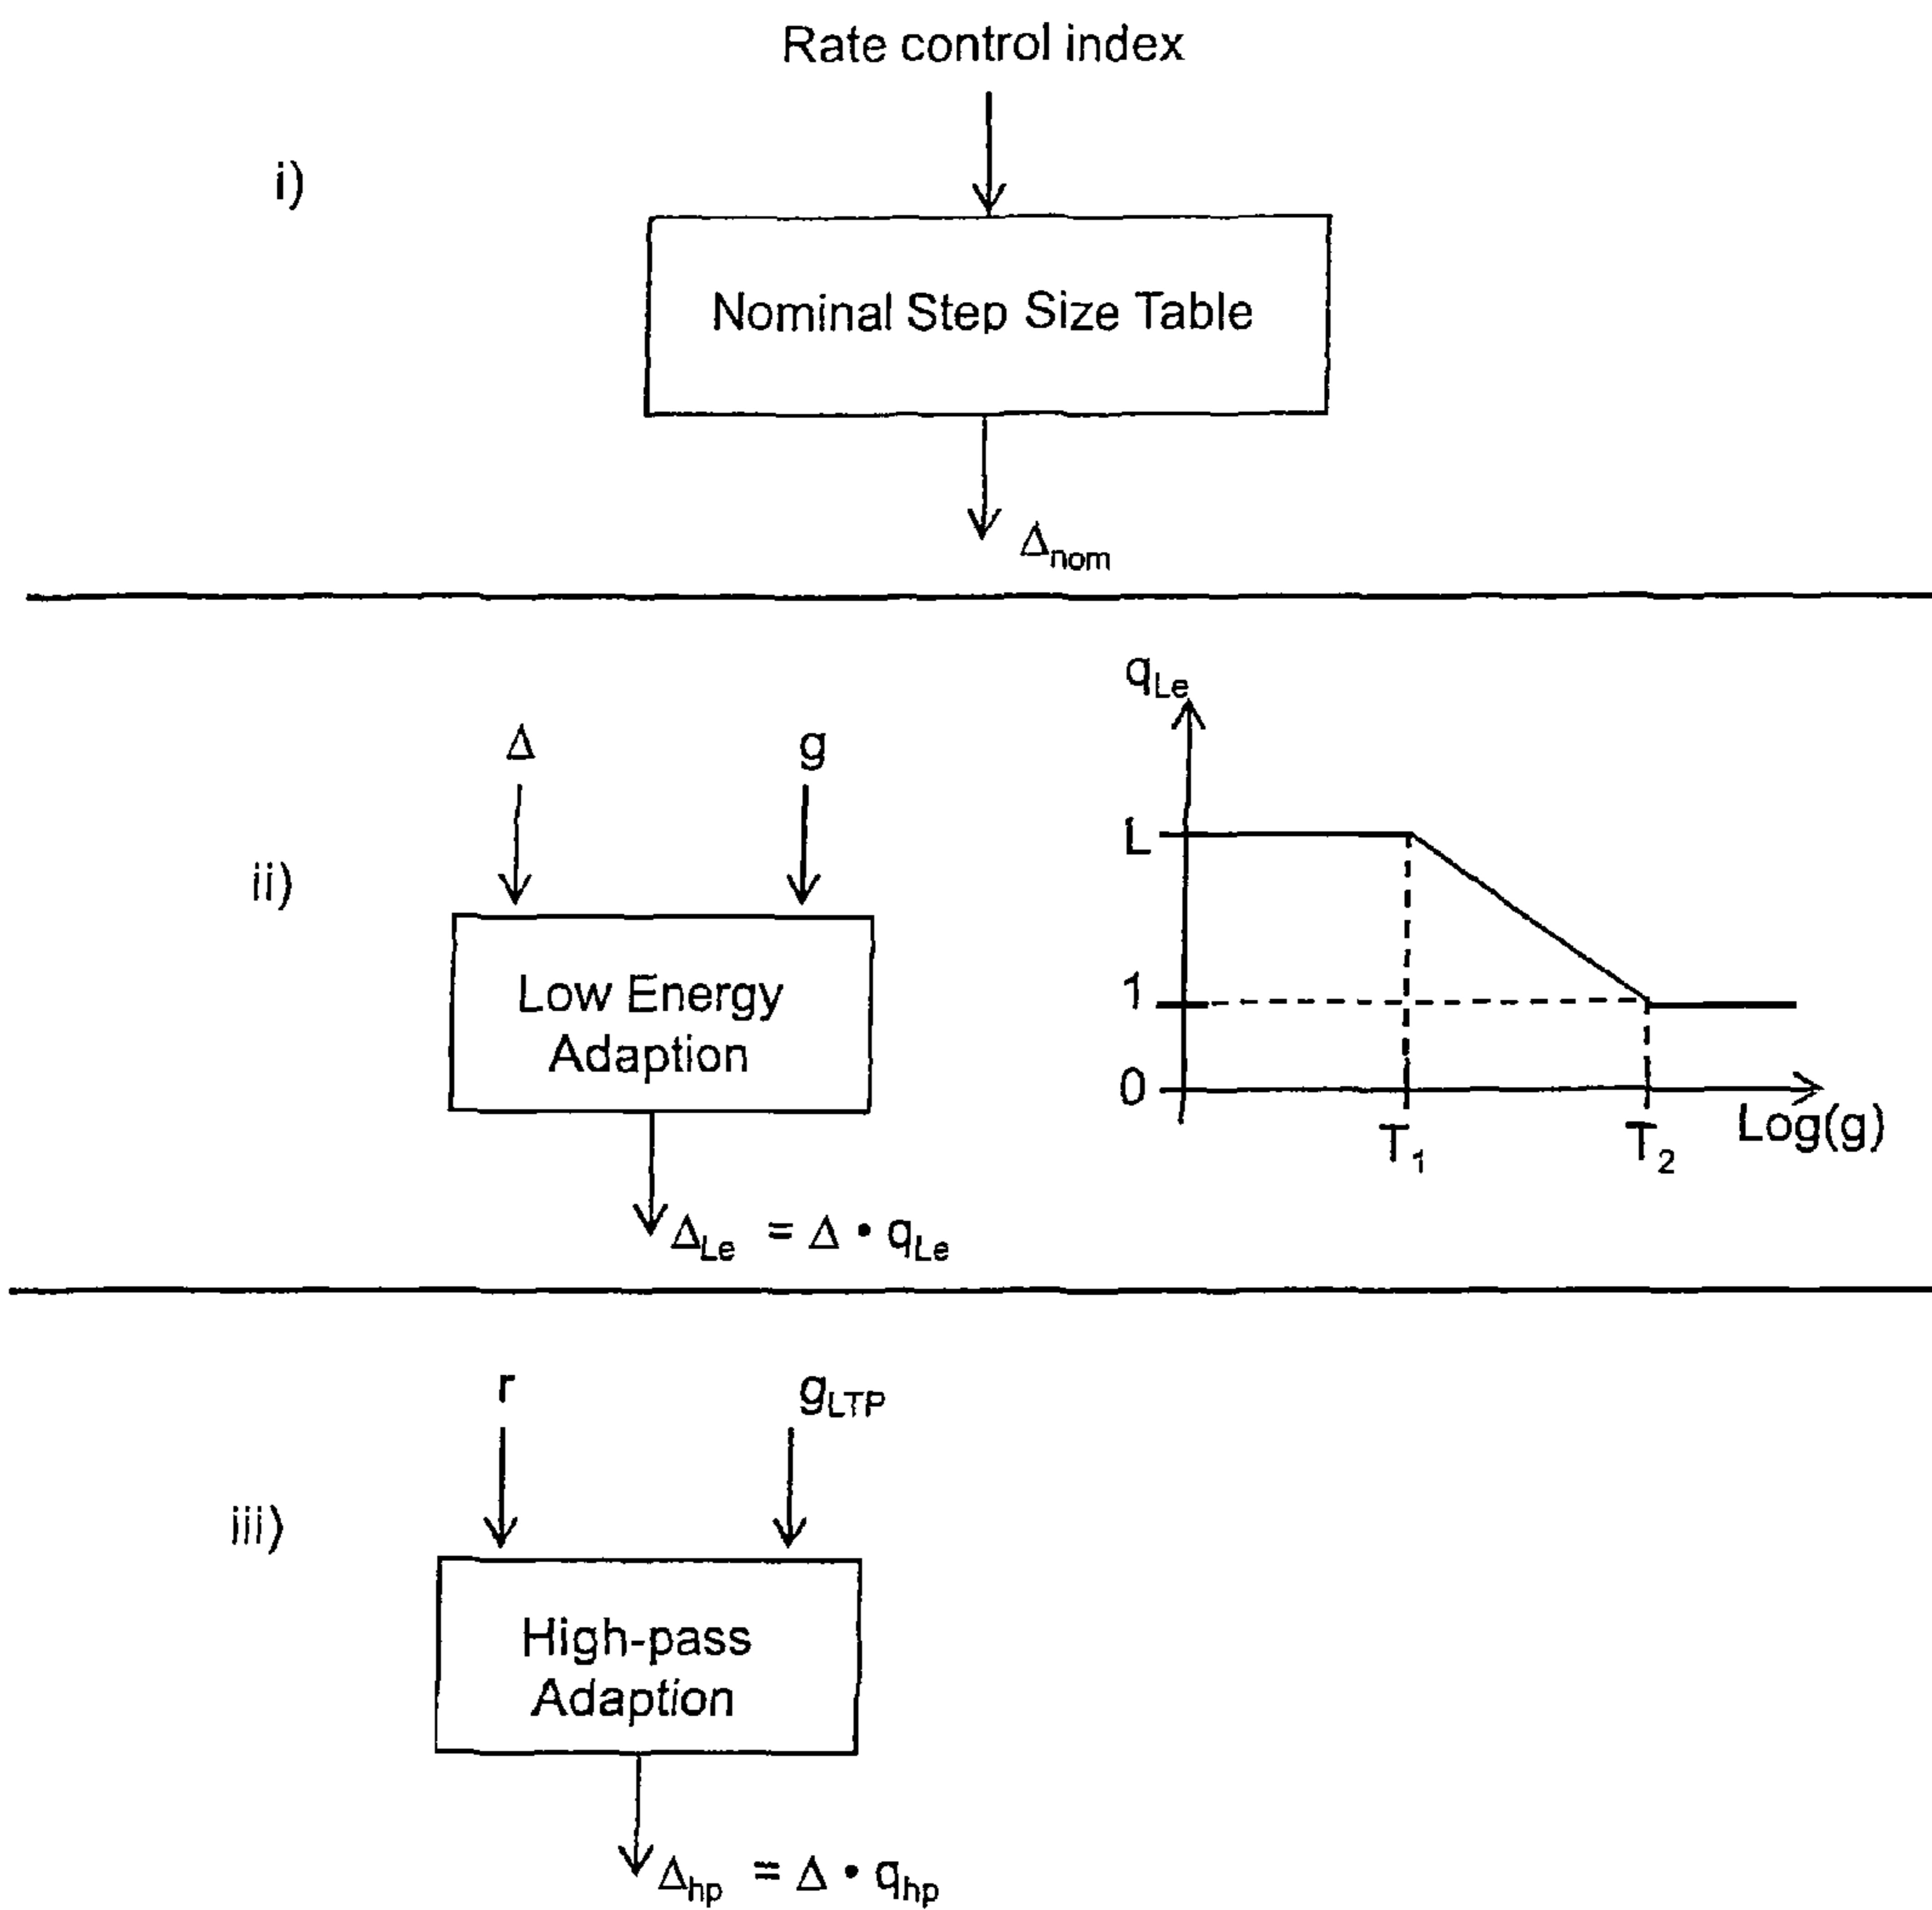 Rate control index
i)
Nominal Step Size Table
Δnom
qLe
Δ g
L
ii)
1
Low Energy
Adaption
0
Log(g)
T1 T2
ΔLe = Δ • qLe
r gLTP
iii)
High-pass
Adaption
Δhp = Δ • qhp